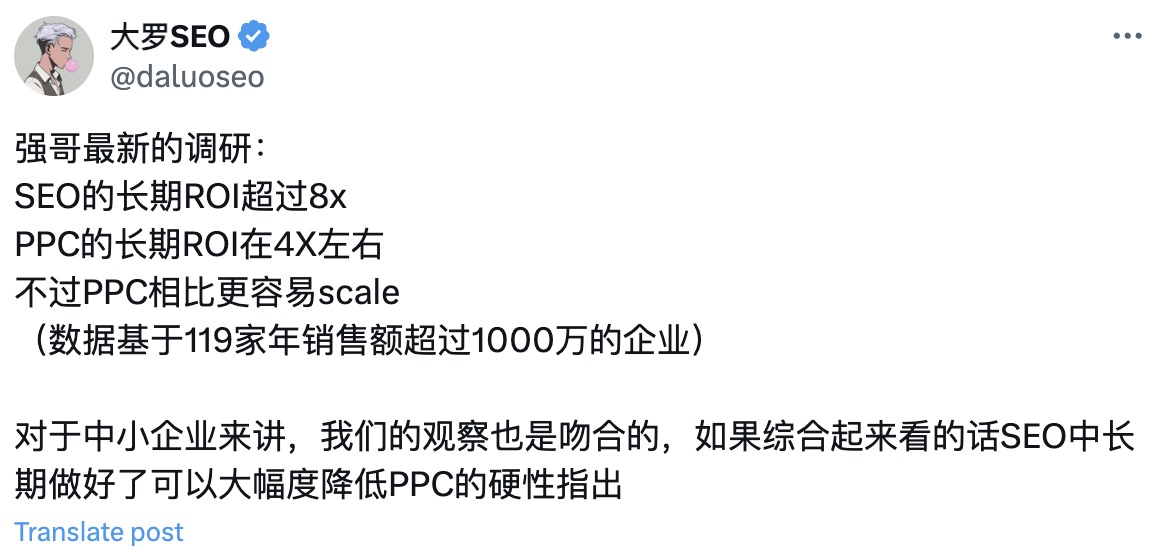 大罗SEO
@daluoseo
强哥最新的调研：
SEO的长期ROI超过8x
PPC的长期ROI在4X左右
不过PPC相比更容易scale
（数据基于119家年销售额超过1000万的企业）
对于中小企业来讲，我们的观察也是吻合的，如果综合起来看的话SEO中长
期做好了可以大幅度降低PPC的硬性指出
Translate post